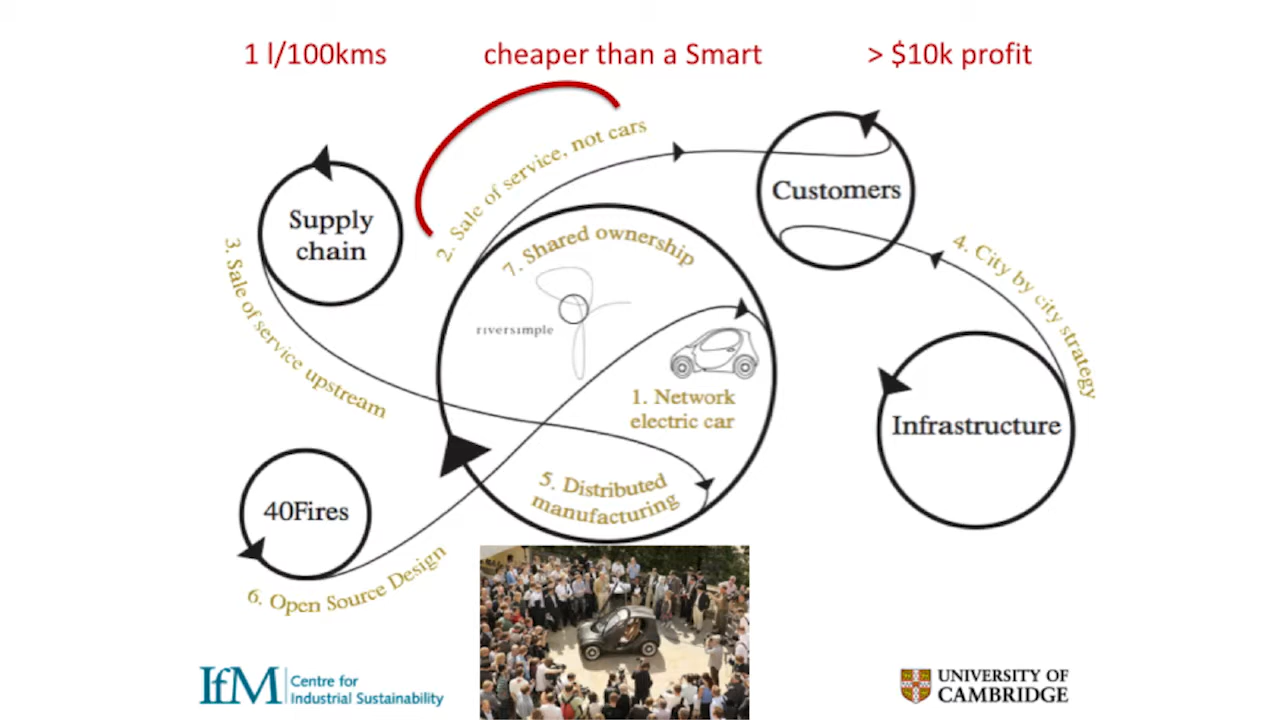 1 l/100kms
cheaper than a Smart
> $10k profit
2. Sale of service, not cars
Supply
chain
Customers
3. Sale of service upstream
7. Shared ownership
riversimple
4. City by city strategy
1. Network
electric car
Infrastructure
5. Distributed
manufacturing
40Fires
6. Open Source Design
IfM
Centre for
Industrial Sustainability
UNIVERSITY OF
CAMBRIDGE